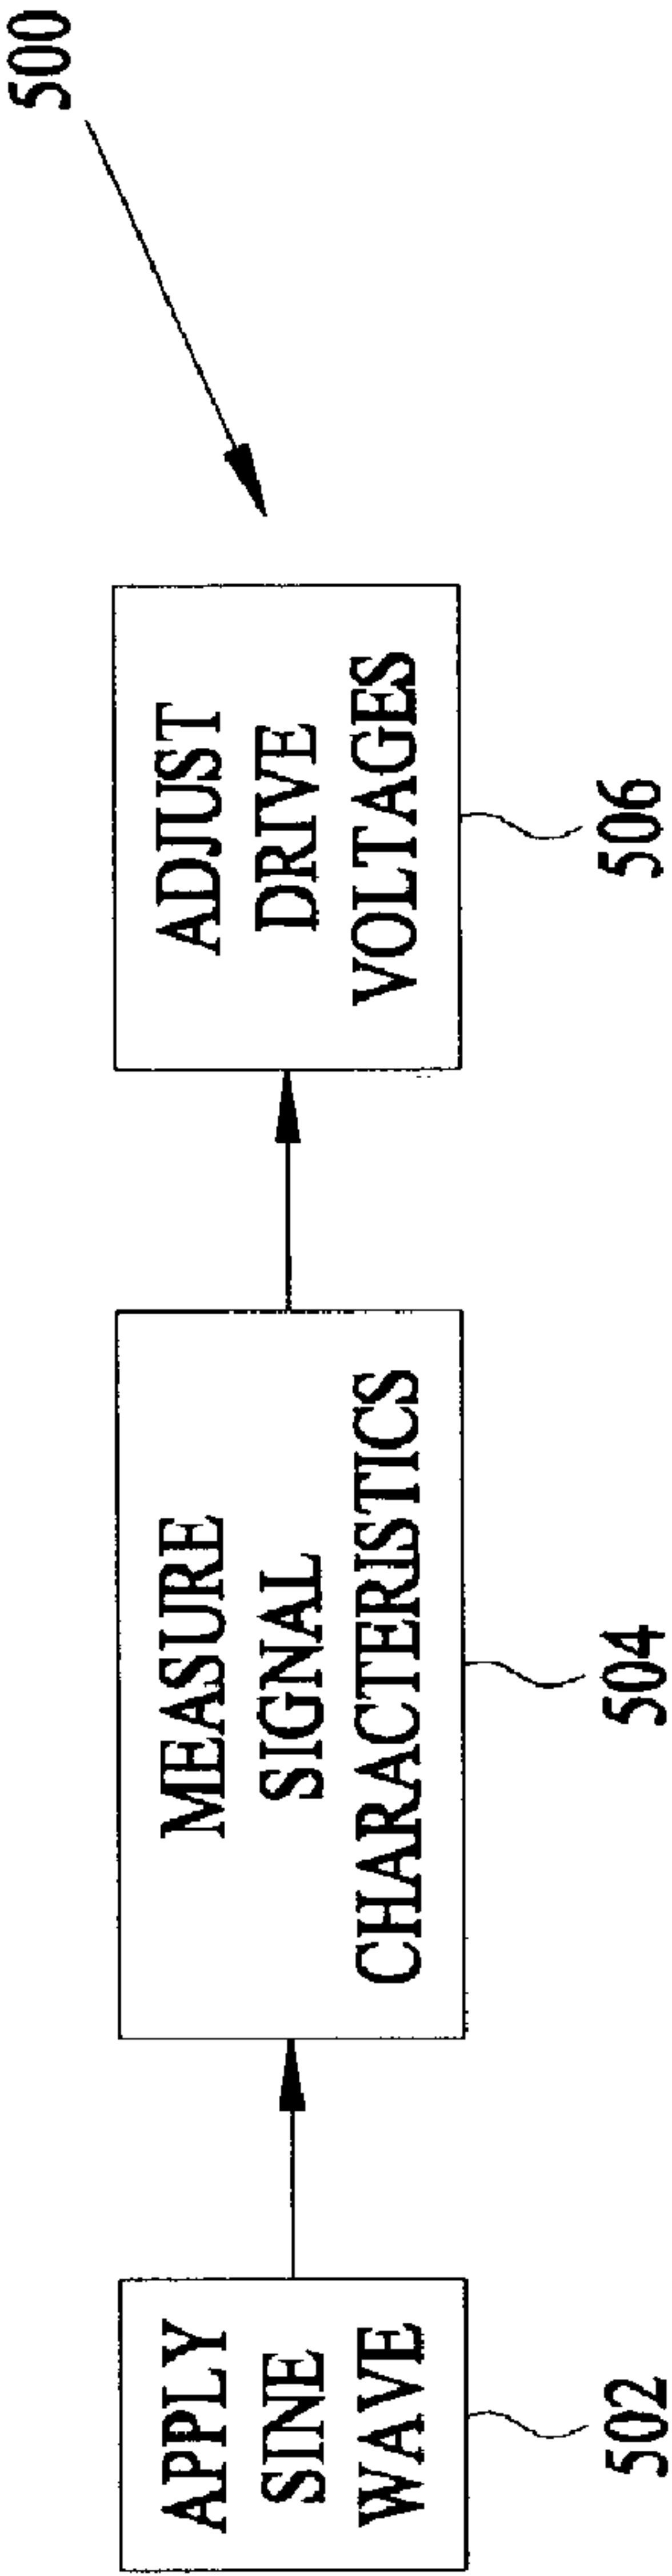 500
APPLY
SINE
WAVE
502
MEASURE
SIGNAL
CHARACTERISTICS
504
ADJUST
DRIVE
VOLTAGES
506